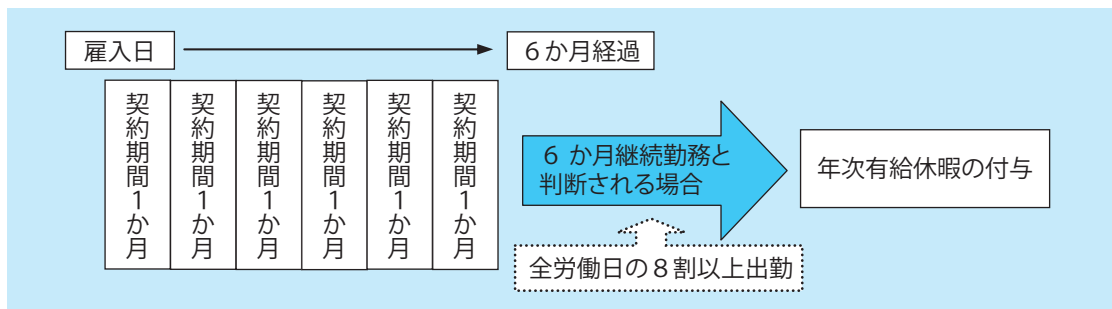 雇入日
６か月経過
契約期間１か月
契約期間１か月
契約期間１か月
契約期間１か月
契約期間１か月
契約期間１か月
６ か月継続勤務と
判断される場合
年次有給休暇の付与
全労働日の８割以上出勤